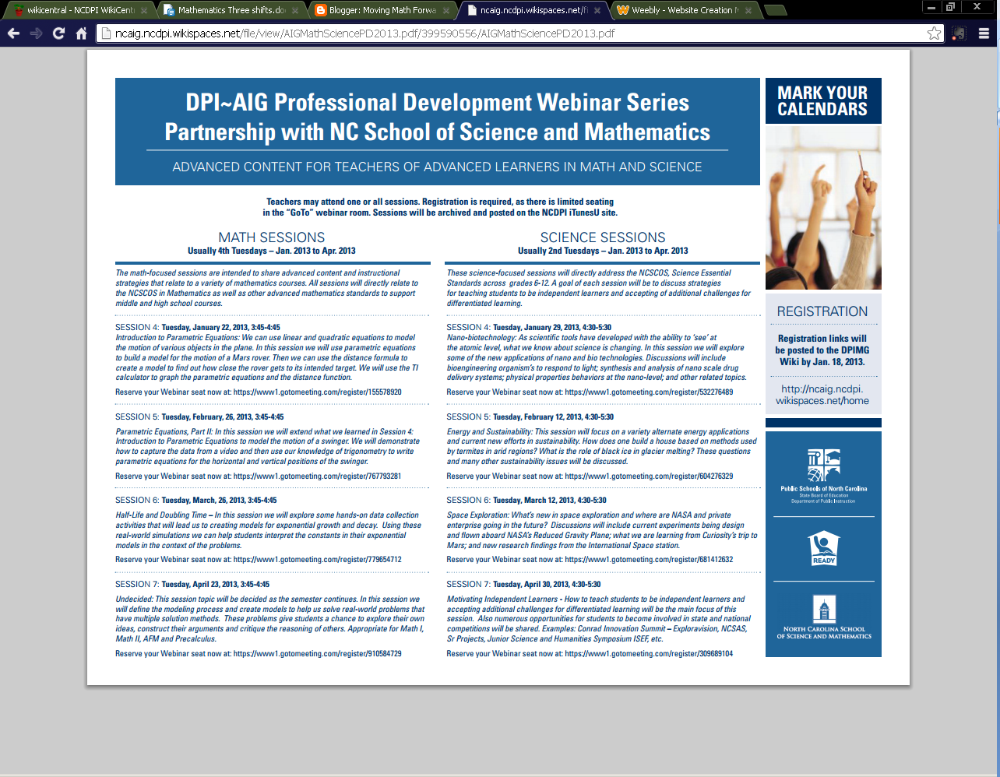 wikicentral - NCDPI WikiCent
Mathematics Three shifts.do
Blogger: Moving Math Forwa
ncaig.ncdpi.wikispaces.net/fi
Weebly - Website Creation M
ncaig.ncdpi.wikispaces.net/file/view/AIGMathSciencePD2013.pdf/399590556/AIGMathSciencePD2013.pdf
DPI~AIG Professional Development Webinar Series
Partnership with NC School of Science and Mathematics
ADVANCED CONTENT FOR TEACHERS OF ADVANCED LEARNERS IN MATH AND SCIENCE
Teachers may attend one or all sessions. Registration is required, as there is limited seating
in the “GoTo” webinar room. Sessions will be archived and posted on the NCDPI iTunesU site.
MATH SESSIONS
Usually 4th Tuesdays – Jan. 2013 to Apr. 2013
The math-focused sessions are intended to share advanced content and instructional
strategies that relate to a variety of mathematics courses. All sessions will directly relate to
the NCSCOS in Mathematics as well as other advanced mathematics standards to support
middle and high school courses.
SESSION 4: Tuesday, January 22, 2013, 3:45-4:45
Introduction to Parametric Equations: We can use linear and quadratic equations to model
the motion of various objects in the plane. In this session we will use parametric equations
to build a model for the motion of a Mars rover. Then we can use the distance formula to
create a model to find out how close the rover gets to its intended target. We will use the TI
calculator to graph the parametric equations and the distance function.
Reserve your Webinar seat now at: https://www1.gotomeeting.com/register/155578920
SESSION 5: Tuesday, February, 26, 2013, 3:45-4:45
Parametric Equations, Part II: In this session we will extend what we learned in Session 4:
Introduction to Parametric Equations to model the motion of a swinger. We will demonstrate
how to capture the data from a video and then use our knowledge of trigonometry to write
parametric equations for the horizontal and vertical positions of the swinger.
Reserve your Webinar seat now at: https://www1.gotomeeting.com/register/767793281
SESSION 6: Tuesday, March, 26, 2013, 3:45-4:45
Half-Life and Doubling Time – In this session we will explore some hands-on data collection
activities that will lead us to creating models for exponential growth and decay. Using these
real-world simulations we can help students interpret the constants in their exponential
models in the context of the problems.
Reserve your Webinar seat now at: https://www1.gotomeeting.com/register/779654712
SESSION 7: Tuesday, April 23, 2013, 3:45-4:45
Undecided: This session topic will be decided as the semester continues. In this session we
will define the modeling process and create models to help us solve real-world problems that
have multiple solution methods. These problems give students a chance to explore their own
ideas, construct their arguments and critique the reasoning of others. Appropriate for Math I,
Math II, AFM and Precalculus.
Reserve your Webinar seat now at: https://www1.gotomeeting.com/register/910584729
SCIENCE SESSIONS
Usually 2nd Tuesdays – Jan. 2013 to Apr. 2013
These science-focused sessions will directly address the NCSCOS, Science Essential
Standards across grades 6-12. A goal of each session will be to discuss strategies
for teaching students to be independent learners and accepting of additional challenges for
differentiated learning.
SESSION 4: Tuesday, January 29, 2013, 4:30-5:30
Nano-biotechnology: As scientific tools have developed with the ability to 'see' at
the atomic level, what we know about science is changing. In this session we will explore
some of the new applications of nano and bio technologies. Discussions will include
bioengineering organism's to respond to light; synthesis and analysis of nano scale drug
delivery systems; physical properties behaviors at the nano-level; and other related topics.
Reserve your Webinar seat now at: https://www1.gotomeeting.com/register/532276489
SESSION 5: Tuesday, February 12, 2013, 4:30-5:30
Energy and Sustainability: This session will focus on a variety alternate energy applications
and current new efforts in sustainability. How does one build a house based on methods used
by termites in arid regions? What is the role of black ice in glacier melting? These questions
and many other sustainability issues will be discussed.
Reserve your Webinar seat now at: https://www1.gotomeeting.com/register/604276329
SESSION 6: Tuesday, March 12, 2013, 4:30-5:30
Space Exploration: What's new in space exploration and where are NASA and private
enterprise going in the future? Discussions will include current experiments being design
and flown aboard NASA's Reduced Gravity Plane; what we are learning from Curiosity's trip to
Mars; and new research findings from the International Space station.
Reserve your Webinar seat now at: https://www1.gotomeeting.com/register/681412632
SESSION 7: Tuesday, April 30, 2013, 4:30-5:30
Motivating Independent Learners - How to teach students to be independent learners and
accepting additional challenges for differentiated learning will be the main focus of this
session. Also numerous opportunities for students to become involved in state and national
competitions will be shared. Examples: Conrad Innovation Summit – Exploravision, NCSAS,
Sr Projects, Junior Science and Humanities Symposium ISEF, etc.
Reserve your Webinar seat now at: https://www1.gotomeeting.com/register/309689104
MARK YOUR
CALENDARS
REGISTRATION
Registration links will
be posted to the DPIMG
Wiki by Jan. 18, 2013.
http://ncaig.ncdpi.
wikispaces.net/home
Public Schools of North Carolina
State Board of Education
Department of Public Instruction
READY
NORTH CAROLINA SCHOOL
OF SCIENCE AND MATHEMATICS